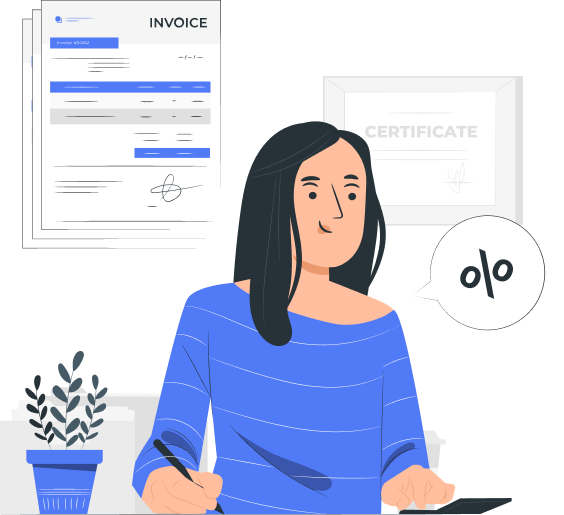 INVOICE
- / - / -
CERTIFICATE
%